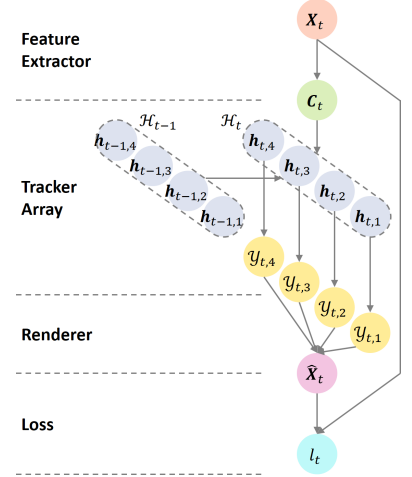 X_t
Feature
Extractor
C_t
ℋ_{t−1}
ℋ_t
h_{t−1,4}
h_{t,4}
h_{t−1,3}
h_{t,3}
Tracker
Array
h_{t−1,2}
h_{t,2}
h_{t−1,1}
h_{t,1}
𝒴_{t,4}
𝒴_{t,3}
𝒴_{t,2}
𝒴_{t,1}
Renderer
X̂_t
Loss
l_t